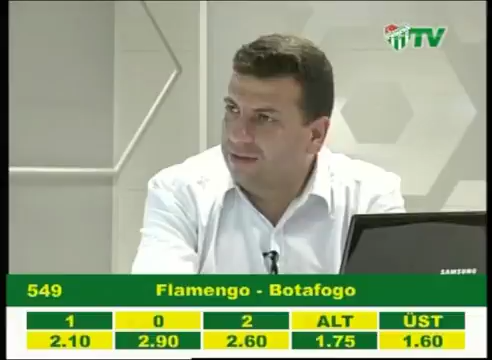 TV
SAMSUNG
549 Flamengo - Botafogo
1 0 2 ALT ÜST
2.10 2.90 2.60 1.75 1.60